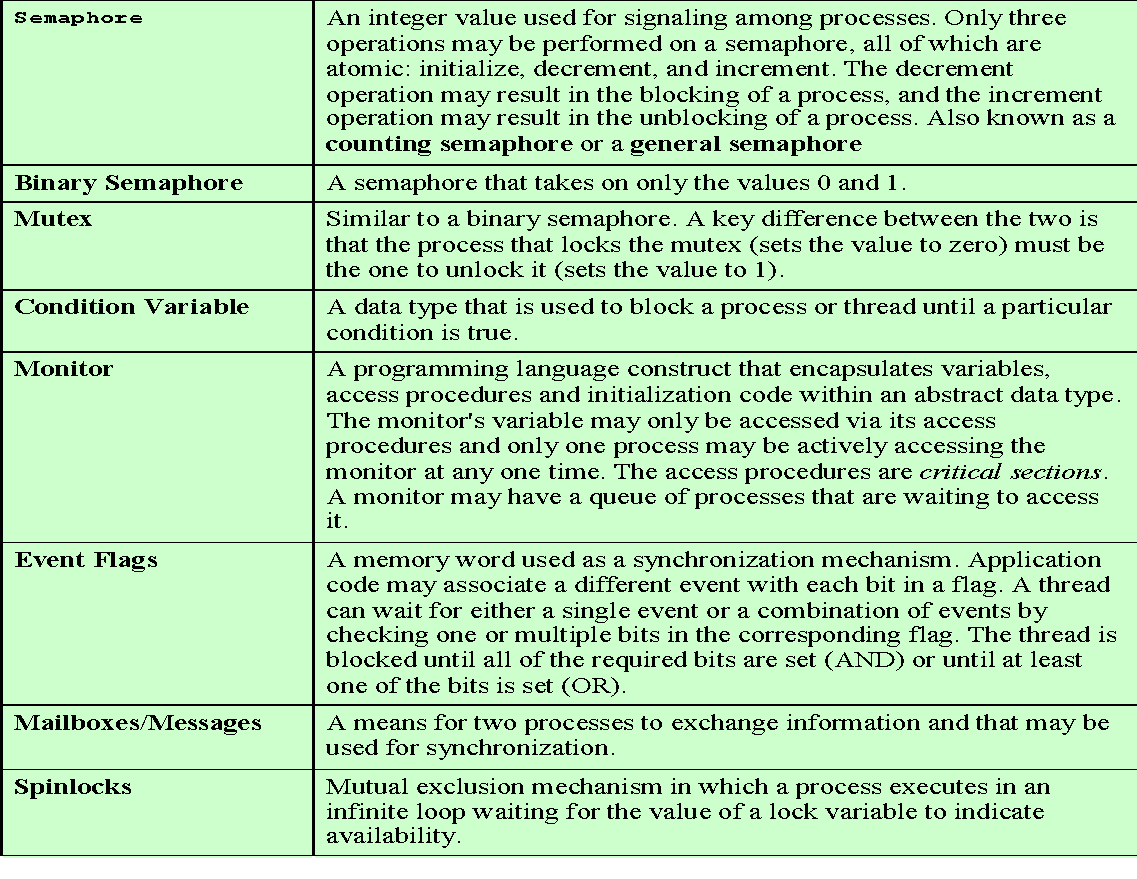 Semaphore
An integer value used for signaling among processes. Only three
operations may be performed on a semaphore, all of which are
atomic: initialize, decrement, and increment. The decrement
operation may result in the blocking of a process, and the increment
operation may result in the unblocking of a process. Also known as a
counting semaphore or a general semaphore
Binary Semaphore
A semaphore that takes on only the values 0 and 1.
Mutex
Similar to a binary semaphore. A key difference between the two is
that the process that locks the mutex (sets the value to zero) must be
the one to unlock it (sets the value to 1).
Condition Variable
A data type that is used to block a process or thread until a particular
condition is true.
Monitor
A programming language construct that encapsulates variables,
access procedures and initialization code within an abstract data type.
The monitor's variable may only be accessed via its access
procedures and only one process may be actively accessing the
monitor at any one time. The access procedures are critical sections.
A monitor may have a queue of processes that are waiting to access
it.
Event Flags
A memory word used as a synchronization mechanism. Application
code may associate a different event with each bit in a flag. A thread
can wait for either a single event or a combination of events by
checking one or multiple bits in the corresponding flag. The thread is
blocked until all of the required bits are set (AND) or until at least
one of the bits is set (OR).
Mailboxes/Messages
A means for two processes to exchange information and that may be
used for synchronization.
Spinlocks
Mutual exclusion mechanism in which a process executes in an
infinite loop waiting for the value of a lock variable to indicate
availability.